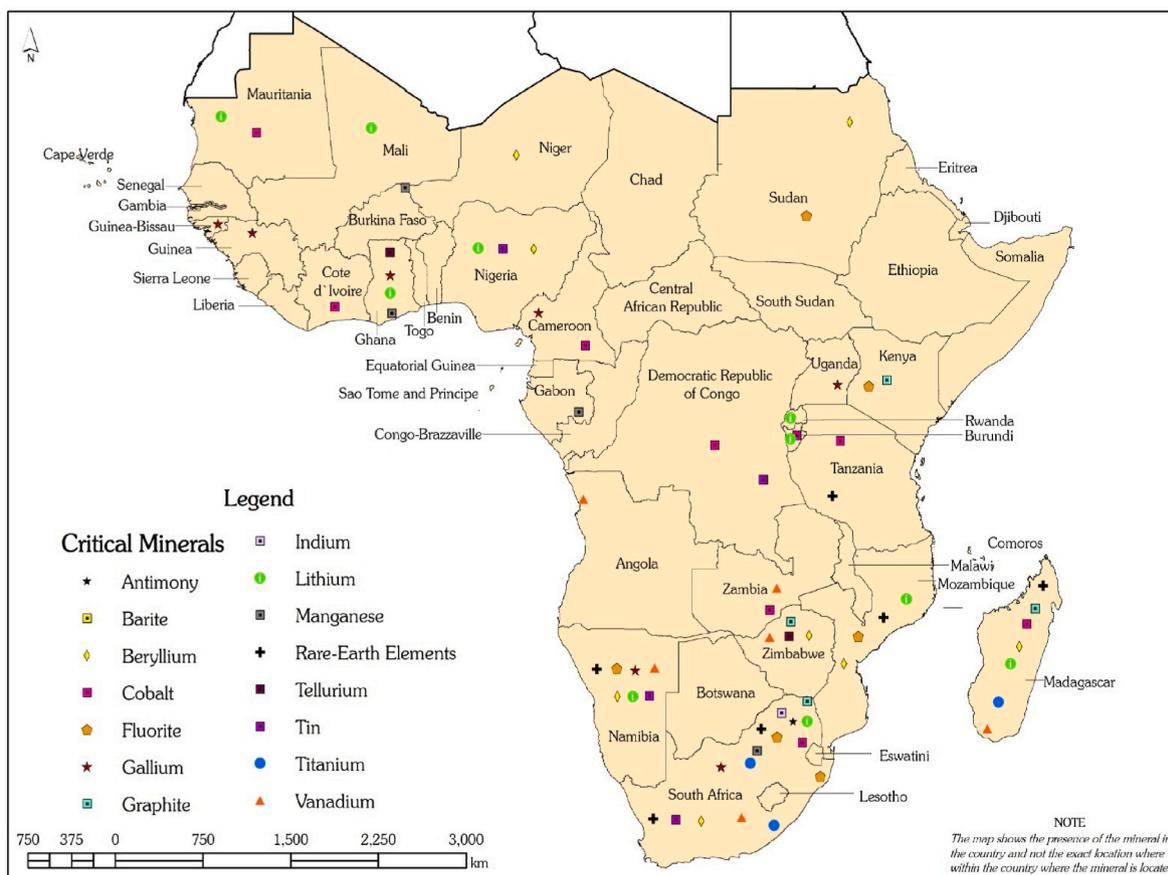 N
Mauritania
Mali
Niger
Chad
Sudan
Eritrea
Cape Verde
Senegal
Gambia
Guinea-Bissau
Guinea
Sierra Leone
Liberia
Burkina Faso
Cote
d`Ivoire
Ghana
Togo
Benin
Nigeria
Cameroon
Central
African Republic
South Sudan
Ethiopia
Djibouti
Somalia
Equatorial Guinea
Sao Tome and Principe
Gabon
Congo-Brazzaville
Democratic Republic
of Congo
Uganda
Kenya
Rwanda
Burundi
Tanzania
Angola
Zambia
Malawi
Mozambique
Comoros
Zimbabwe
Botswana
Namibia
Madagascar
Eswatini
South Africa
Lesotho
Legend
Critical Minerals
Antimony
Barite
Beryllium
Cobalt
Fluorite
Gallium
Graphite
Indium
Lithium
Manganese
Rare-Earth Elements
Tellurium
Tin
Titanium
Vanadium
750 375 0 750 1,500 2,250 3,000
km
NOTE
The map shows the presence of the mineral in
the country and not the exact location where
within the country where the mineral is locate